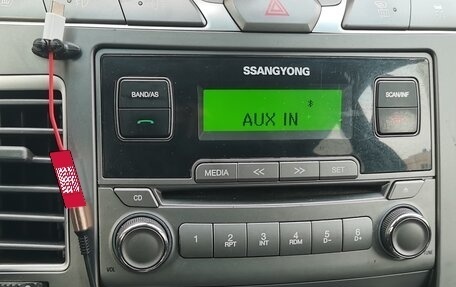 SSANGYONG
BAND/AS
SCAN/INF
AUX IN
MEDIA << >> SET
CD
1 2 RPT 3 INT 4 RDM 5 D- 6 D+
VOL